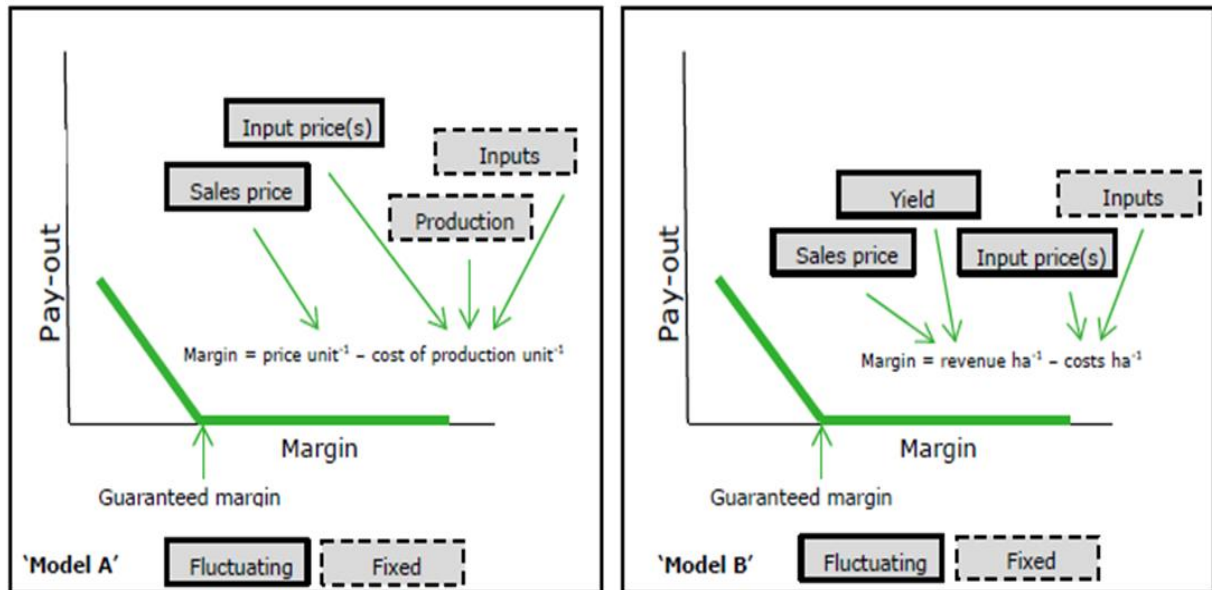 Input price(s)
Inputs
Sales price
Production
Pay-out
Margin = price unit⁻¹ – cost of production unit⁻¹
Margin
Guaranteed margin
'Model A'
Fluctuating
Fixed
Yield
Inputs
Sales price
Input price(s)
Pay-out
Margin = revenue ha⁻¹ – costs ha⁻¹
Margin
Guaranteed margin
'Model B'
Fluctuating
Fixed